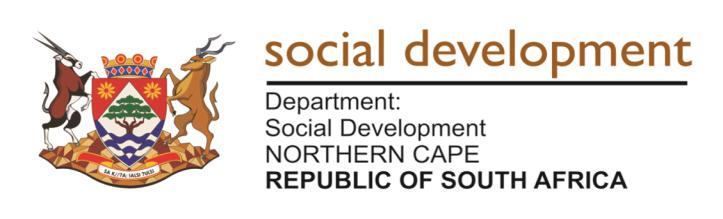 social development
Department:
Social Development
NORTHERN CAPE
REPUBLIC OF SOUTH AFRICA